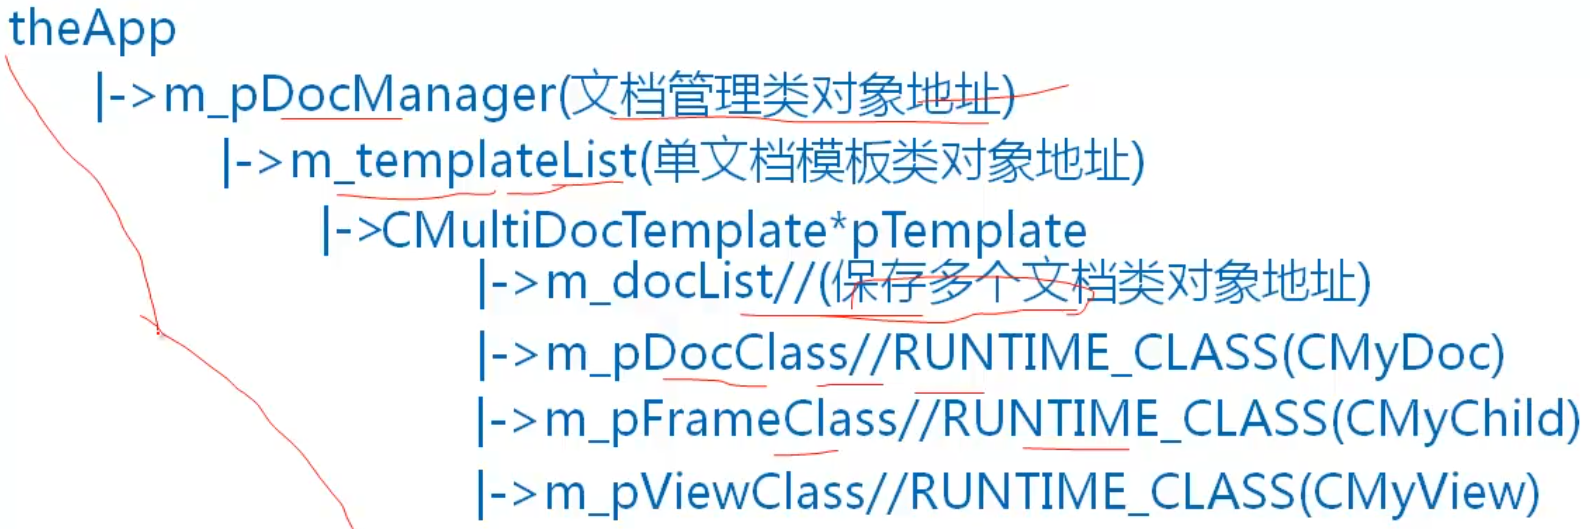 theApp
|->m_pDocManager(文档管理类对象地址)
|->m_templateList(单文档模板类对象地址)
|->CMultiDocTemplate*pTemplate
|->m_docList//(保存多个文档类对象地址)
|->m_pDocClass//RUNTIME_CLASS(CMyDoc)
|->m_pFrameClass//RUNTIME_CLASS(CMyChild)
|->m_pViewClass//RUNTIME_CLASS(CMyView)